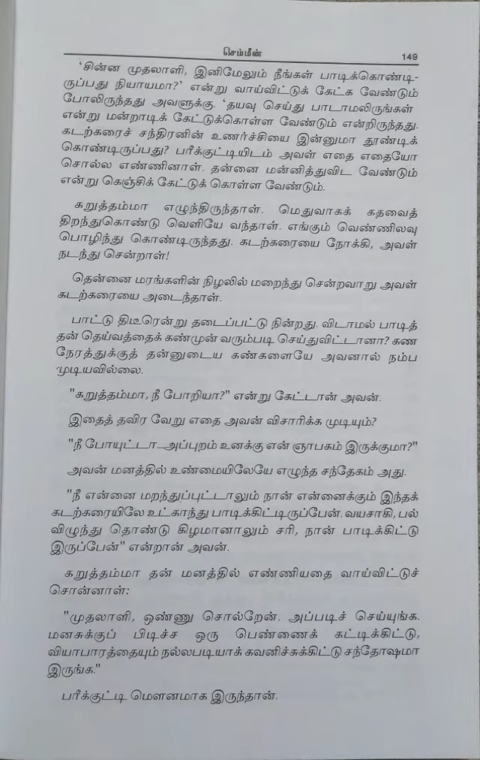 செம்மீன்
149
'சின்ன முதலாளி, இனிமேலும் நீங்கள் பாடிக்கொண்டி-
ருப்பது நியாயமா?' என்று வாய்விட்டுக் கேட்க வேண்டும்
போலிருந்தது அவளுக்கு. 'தயவு செய்து பாடாமலிருங்கள்
என்று மன்றாடிக் கேட்டுக்கொள்ள வேண்டும் என்றிருந்தது.
கடற்கரைச் சந்திரனின் உணர்ச்சியை இன்னுமா தூண்டிக்
கொண்டிருப்பது? பரீக்குட்டியிடம் அவள் எதை எதையோ
சொல்ல எண்ணினாள். தன்னை மன்னித்துவிட வேண்டும்
என்று கெஞ்சிக் கேட்டுக் கொள்ள வேண்டும்.
கறுத்தம்மா எழுந்திருந்தாள். மெதுவாகக் கதவைத்
திறந்துகொண்டு வெளியே வந்தாள். எங்கும் வெண்ணிலவு
பொழிந்து கொண்டிருந்தது. கடற்கரையை நோக்கி, அவள்
நடந்து சென்றாள்!
தென்னை மரங்களின் நிழலில் மறைந்து சென்றவாறு அவள்
கடற்கரையை அடைந்தாள்.
பாட்டு திடீரென்று தடைப்பட்டு நின்றது. விடாமல் பாடித்
தன் தெய்வத்தைக் கண்முன் வரும்படி செய்துவிட்டானா? கண
நேரத்துக்குத் தன்னுடைய கண்களையே அவனால் நம்ப
முடியவில்லை.
"கறுத்தம்மா, நீ போறியா?" என்று கேட்டான் அவன்.
இதைத் தவிர வேறு எதை அவன் விசாரிக்க முடியும்?
"நீ போயுட்டா...அப்புறம் உனக்கு என் ஞாபகம் இருக்குமா?"
அவன் மனத்தில் உண்மையிலேயே எழுந்த சந்தேகம் அது.
"நீ என்னை மறந்துப்புட்டாலும் நான் என்னைக்கும் இந்தக்
கடற்கரையிலே உட்காந்து பாடிக்கிட்டிருப்பேன். வயசாகி, பல்
விழுந்து தொண்டு கிழமானாலும் சரி, நான் பாடிக்கிட்டு
இருப்பேன்" என்றான் அவன்.
கறுத்தம்மா தன் மனத்தில் எண்ணியதை வாய்விட்டுச்
சொன்னாள்:
"முதலாளி, ஒண்ணு சொல்றேன். அப்படிச் செய்யுங்க.
மனசுக்குப் பிடிச்ச ஒரு பெண்ணைக் கட்டிக்கிட்டு,
வியாபாரத்தையும் நல்லபடியாக் கவனிச்சுக்கிட்டு சந்தோஷமா
இருங்க."
பரீக்குட்டி மௌனமாக இருந்தான்.